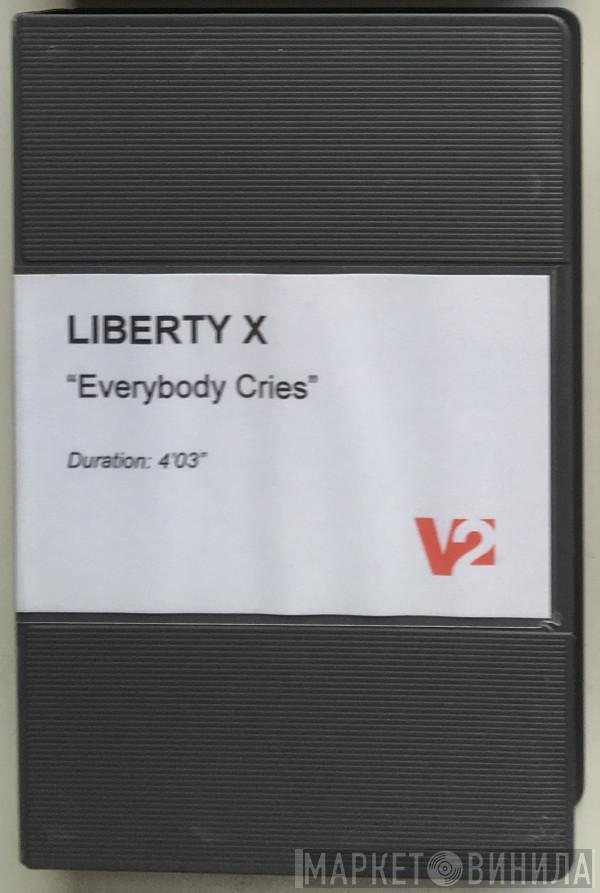 LIBERTY X
“Everybody Cries”
Duration: 4'03”
V2
МАРКЕТ ВИНИЛА